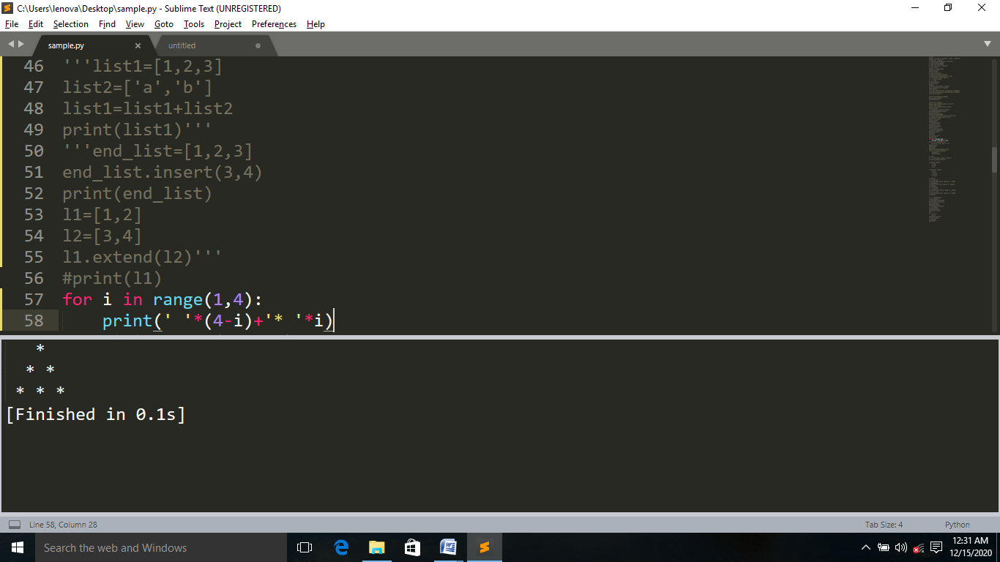 C:\Users\lenova\Desktop\sample.py - Sublime Text (UNREGISTERED)
File Edit Selection Find View Goto Tools Project Preferences Help
sample.py untitled
46 '''list1=[1,2,3]
47 list2=['a','b']
48 list1=list1+list2
49 print(list1)'''
50 '''end_list=[1,2,3]
51 end_list.insert(3,4)
52 print(end_list)
53 l1=[1,2]
54 l2=[3,4]
55 l1.extend(l2)'''
56 #print(l1)
57 for i in range(1,4):
58     print(' '*(4-i)+'* '*i)
   *
  * *
 * * *
[Finished in 0.1s]
Line 58, Column 28 Tab Size: 4 Python
Search the web and Windows
12:31 AM
12/15/2020